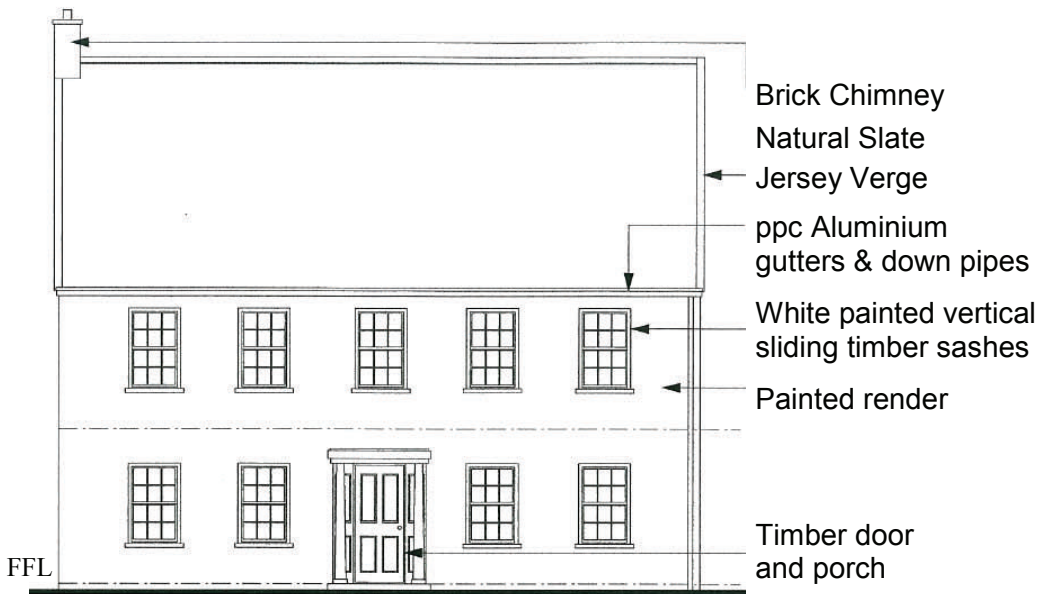 Brick Chimney
Natural Slate
Jersey Verge
ppc Aluminium
gutters & down pipes
White painted vertical
sliding timber sashes
Painted render
Timber door
and porch
FFL